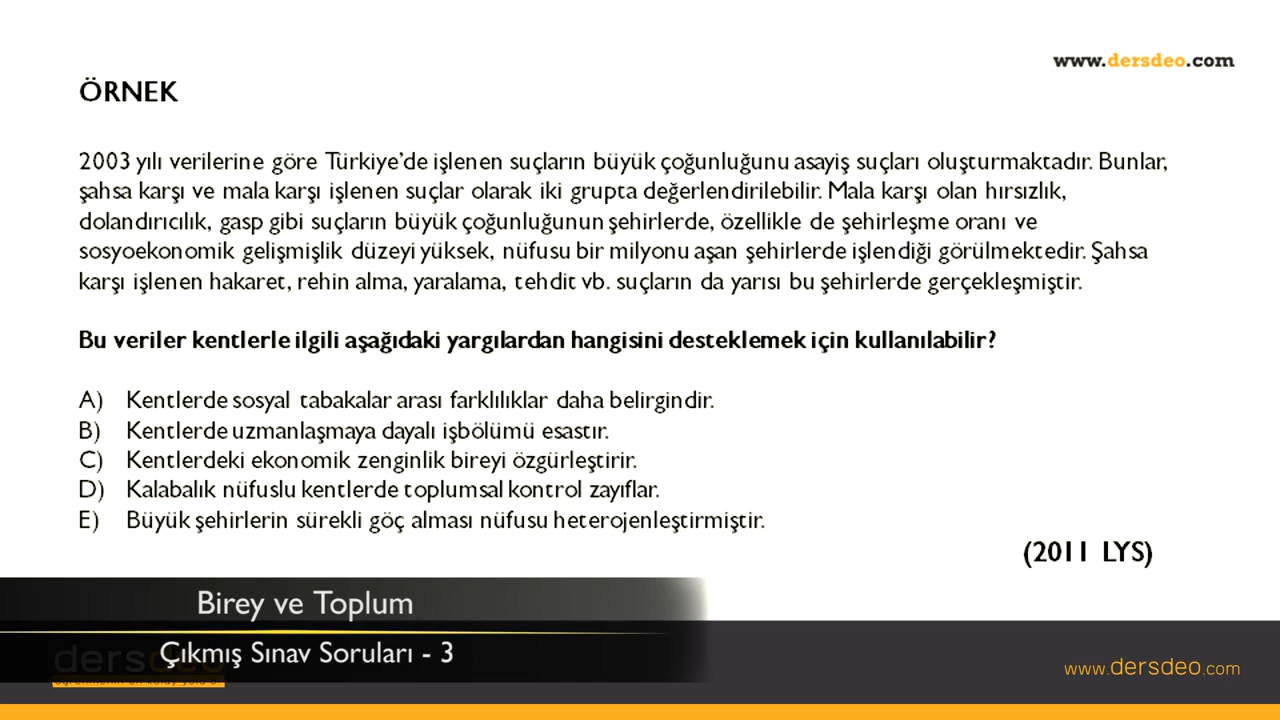 www.dersdeo.com
ÖRNEK
2003 yılı verilerine göre Türkiye'de işlenen suçların büyük çoğunluğunu asayiş suçları oluşturmaktadır. Bunlar,
şahsa karşı ve mala karşı işlenen suçlar olarak iki grupta değerlendirilebilir. Mala karşı olan hırsızlık,
dolandırıcılık, gasp gibi suçların büyük çoğunluğunun şehirlerde, özellikle de şehirleşme oranı ve
sosyoekonomik gelişmişlik düzeyi yüksek, nüfusu bir milyonu aşan şehirlerde işlendiği görülmektedir. Şahsa
karşı işlenen hakaret, rehin alma, yaralama, tehdit vb. suçların da yarısı bu şehirlerde gerçekleşmiştir.
Bu veriler kentlerle ilgili aşağıdaki yargılardan hangisini desteklemek için kullanılabilir?
A) Kentlerde sosyal tabakalar arası farklılıklar daha belirgindir.
B) Kentlerde uzmanlaşmaya dayalı işbölümü esastır.
C) Kentlerdeki ekonomik zenginlik bireyi özgürleştirir.
D) Kalabalık nüfuslu kentlerde toplumsal kontrol zayıflar.
E) Büyük şehirlerin sürekli göç alması nüfusu heterojenleştirmiştir.
(2011 LYS)
Birey ve Toplum
Çıkmış Sınav Soruları - 3
dersdeo
www.dersdeo.com